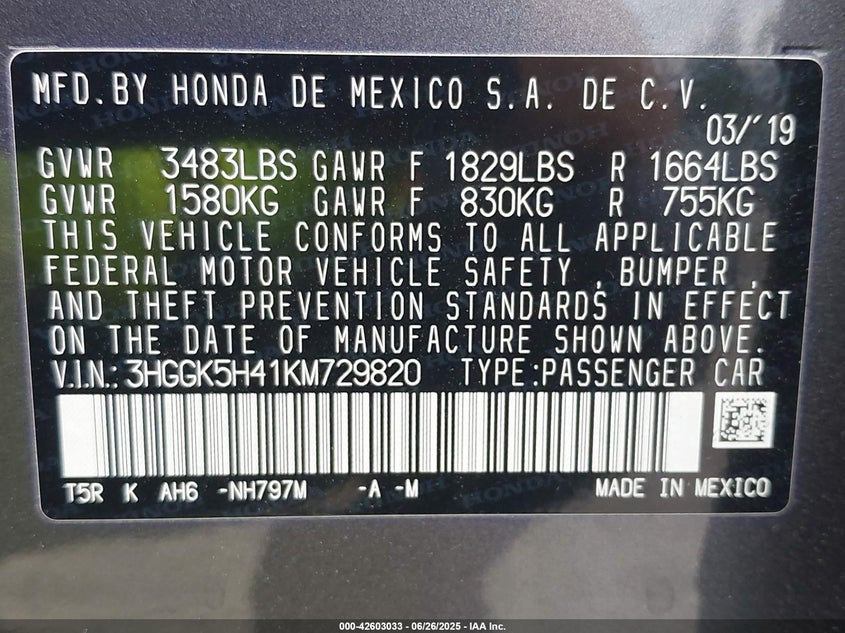 MFD.BY HONDA DE MEXICO S.A. DE C.V.
03/'19
GVWR 3483LBS GAWR F 1829LBS R 1664LBS
GVWR 1580KG GAWR F 830KG R 755KG
THIS VEHICLE CONFORMS TO ALL APPLICABLE
FEDERAL MOTOR VEHICLE SAFETY , BUMPER ,
AND THEFT PREVENTION STANDARDS IN EFFECT
ON THE DATE OF MANUFACTURE SHOWN ABOVE.
V.I.N.:3HGGK5H41KM729820 TYPE:PASSENGER CAR
T5R K AH6 -NH797M -A -M MADE IN MEXICO
000-42603033 - 06/26/2025 - IAA Inc.